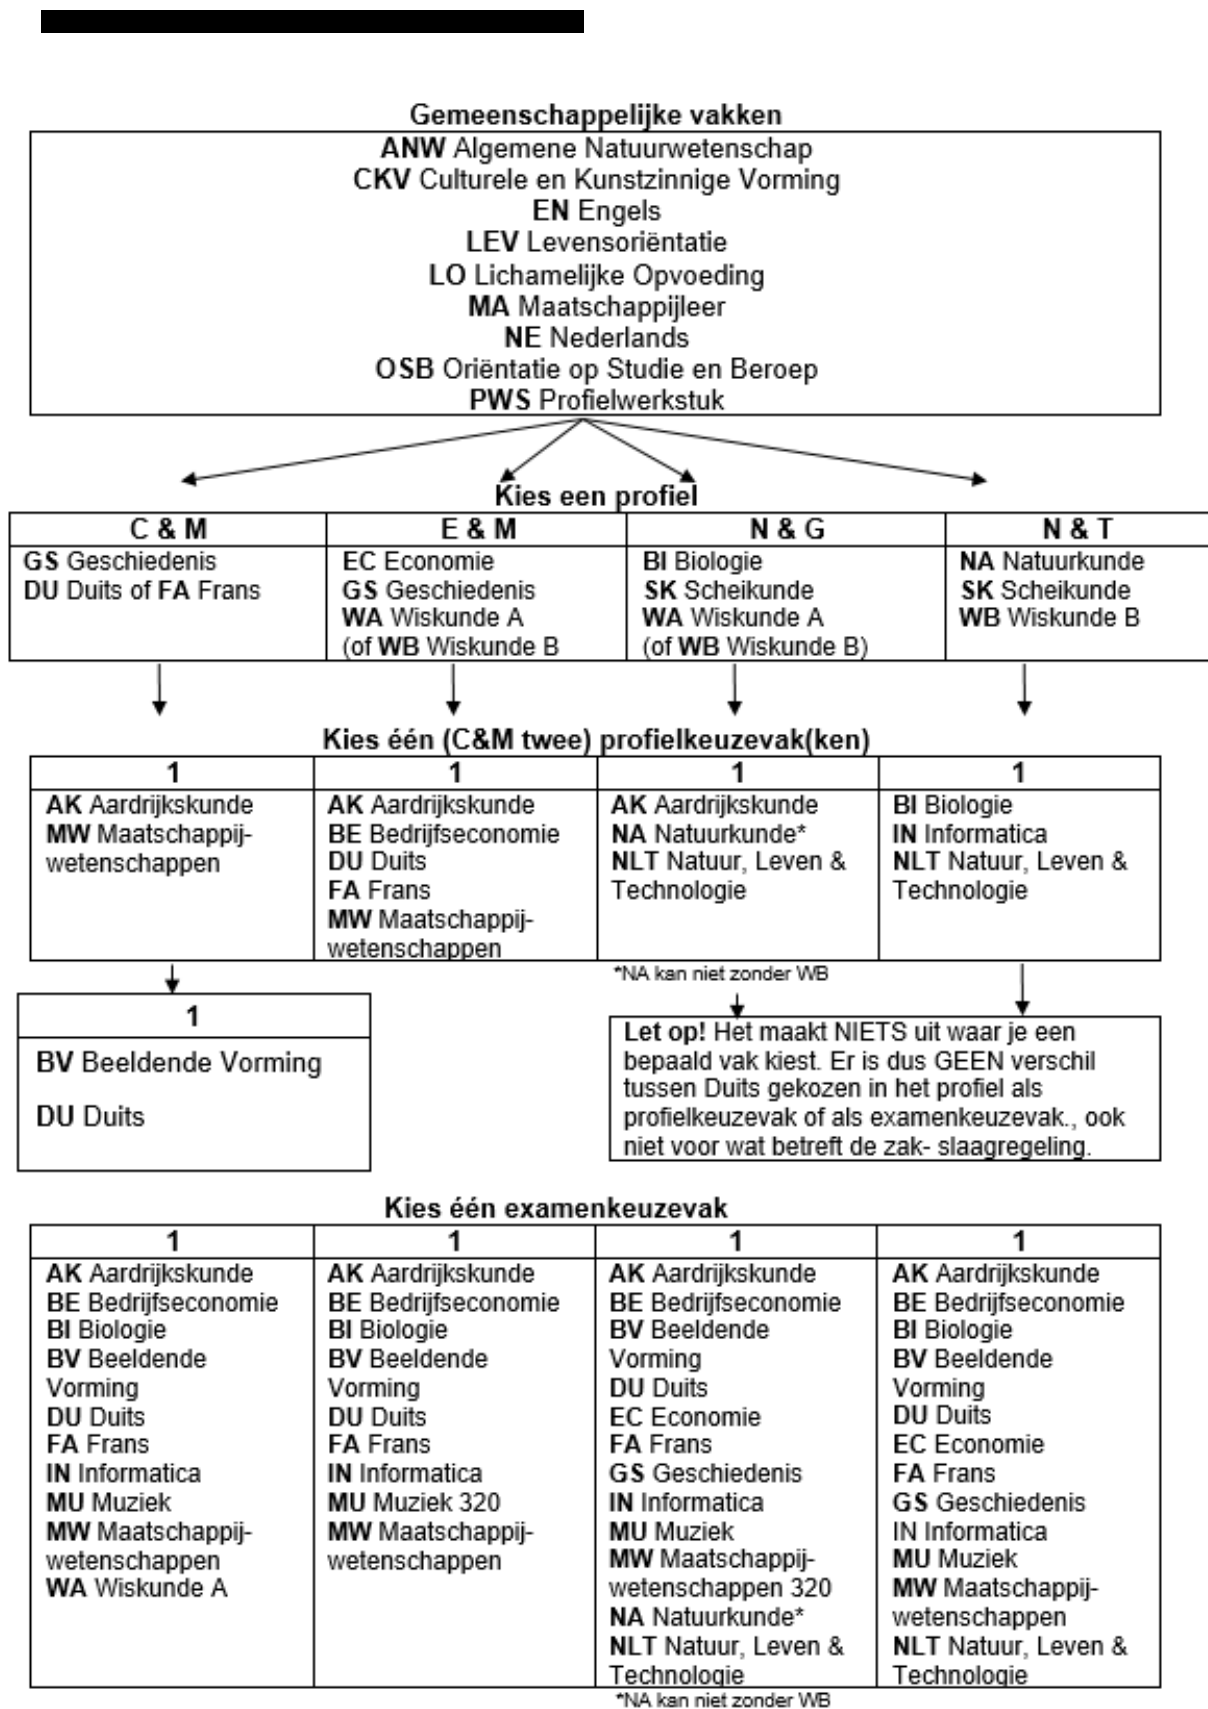 Gemeenschappelijke vakken
ANW Algemene Natuurwetenschap
CKV Culturele en Kunstzinnige Vorming
EN Engels
LEV Levensoriëntatie
LO Lichamelijke Opvoeding
MA Maatschappijleer
NE Nederlands
OSB Oriëntatie op Studie en Beroep
PWS Profielwerkstuk
Kies een profiel
C & M
GS Geschiedenis
DU Duits of FA Frans
E & M
EC Economie
GS Geschiedenis
WA Wiskunde A
(of WB Wiskunde B
N & G
BI Biologie
SK Scheikunde
WA Wiskunde A
(of WB Wiskunde B)
N & T
NA Natuurkunde
SK Scheikunde
WB Wiskunde B
Kies één (C&M twee) profielkeuzevak(ken)
1
AK Aardrijkskunde
MW Maatschappij-
wetenschappen
1
AK Aardrijkskunde
BE Bedrijfseconomie
DU Duits
FA Frans
MW Maatschappij-
wetenschappen
1
AK Aardrijkskunde
NA Natuurkunde*
NLT Natuur, Leven &
Technologie
1
BI Biologie
IN Informatica
NLT Natuur, Leven &
Technologie
*NA kan niet zonder WB
1
BV Beeldende Vorming
DU Duits
Let op! Het maakt NIETS uit waar je een
bepaald vak kiest. Er is dus GEEN verschil
tussen Duits gekozen in het profiel als
profielkeuzevak of als examenkeuzevak., ook
niet voor wat betreft de zak- slaagregeling.
Kies één examenkeuzevak
1
AK Aardrijkskunde
BE Bedrijfseconomie
BI Biologie
BV Beeldende
Vorming
DU Duits
FA Frans
IN Informatica
MU Muziek
MW Maatschappij-
wetenschappen
WA Wiskunde A
1
AK Aardrijkskunde
BE Bedrijfseconomie
BI Biologie
BV Beeldende
Vorming
DU Duits
FA Frans
IN Informatica
MU Muziek 320
MW Maatschappij-
wetenschappen
1
AK Aardrijkskunde
BE Bedrijfseconomie
BV Beeldende
Vorming
DU Duits
EC Economie
FA Frans
GS Geschiedenis
IN Informatica
MU Muziek
MW Maatschappij-
wetenschappen 320
NA Natuurkunde*
NLT Natuur, Leven &
Technologie
1
AK Aardrijkskunde
BE Bedrijfseconomie
BI Biologie
BV Beeldende
Vorming
DU Duits
EC Economie
FA Frans
GS Geschiedenis
IN Informatica
MU Muziek
MW Maatschappij-
wetenschappen
NLT Natuur, Leven &
Technologie
*NA kan niet zonder WB